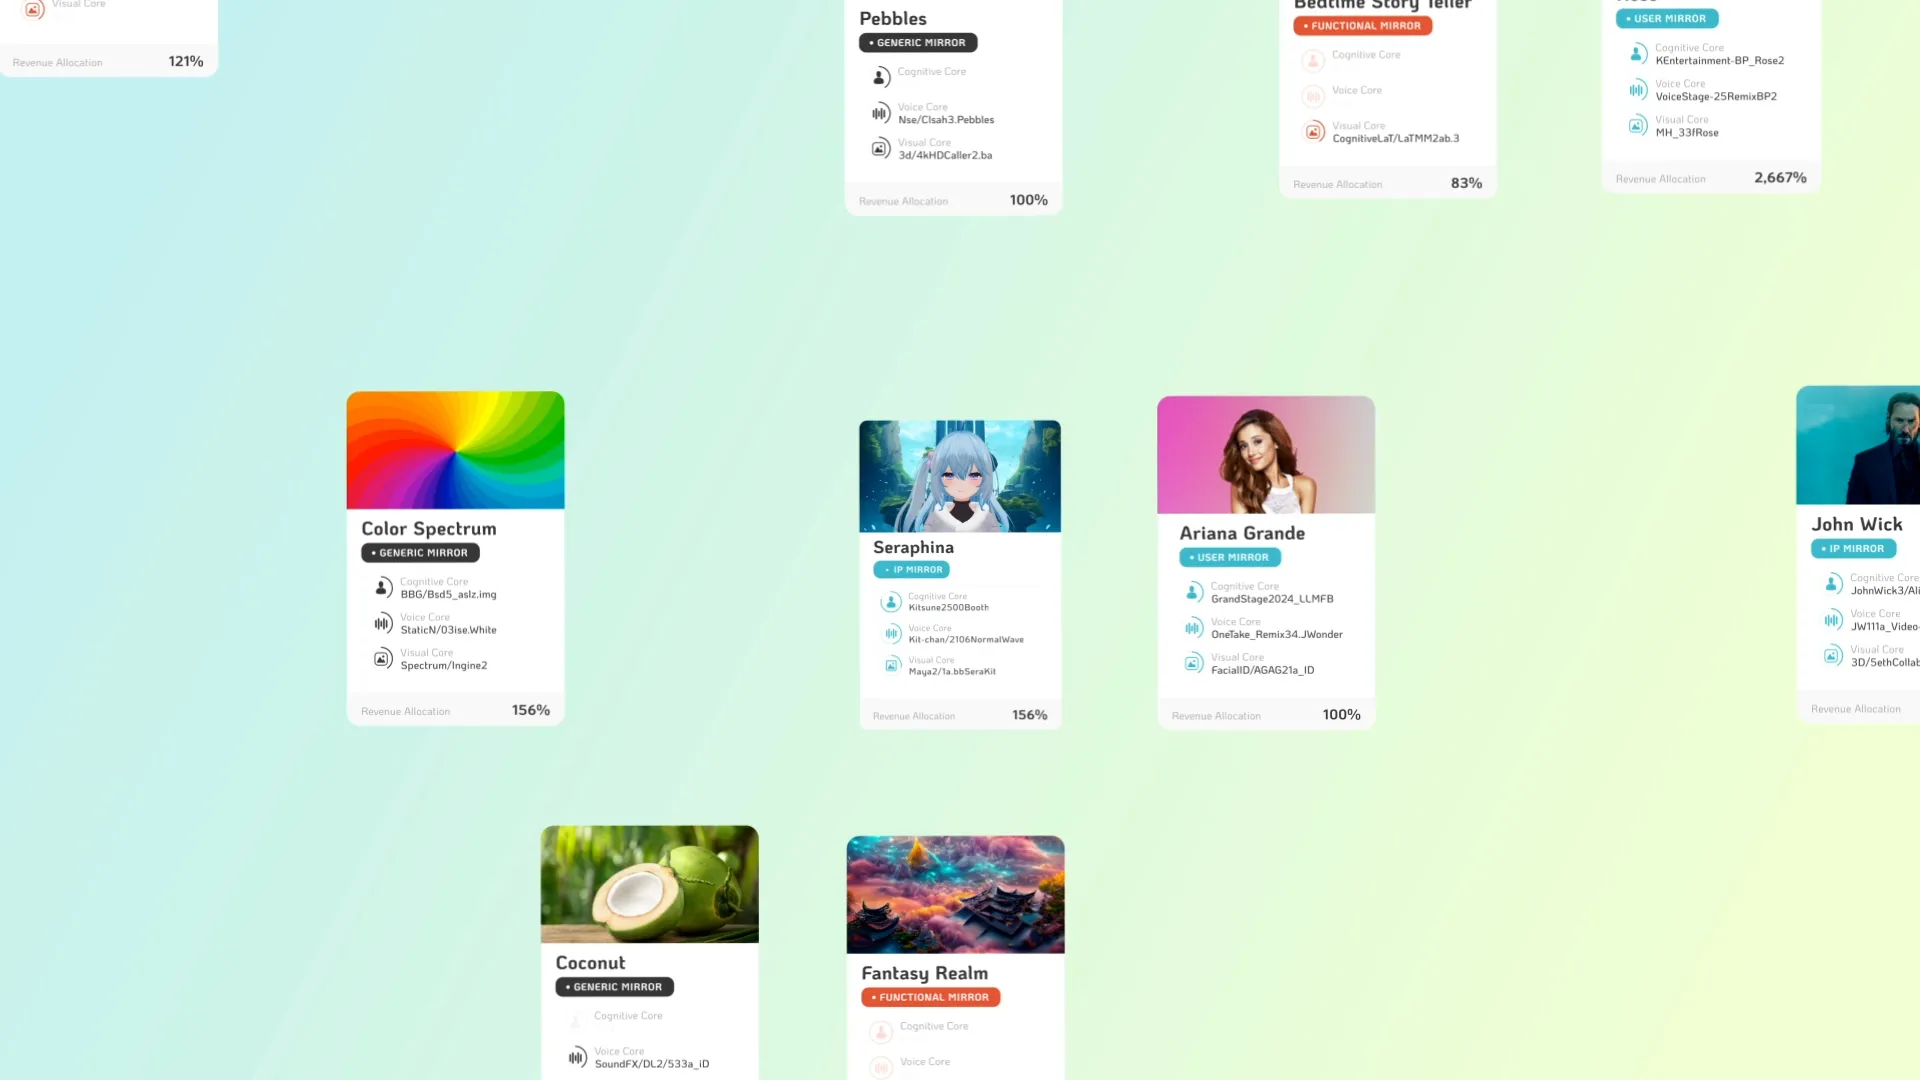 Visual Core
Revenue Allocation 121%
Pebbles
• GENERIC MIRROR
Cognitive Core
Voice Core
Nse/Clsah3.Pebbles
Visual Core
3d/4kHDCaller2.ba
Revenue Allocation 100%
Bedtime Story Teller
• FUNCTIONAL MIRROR
Cognitive Core
Voice Core
Visual Core
CognitiveLaT/LaTMM2ab.3
Revenue Allocation 83%
• USER MIRROR
Cognitive Core
KEntertainment-BP_Rose2
Voice Core
VoiceStage-25RemixBP2
Visual Core
MH_33fRose
Revenue Allocation 2,667%
Color Spectrum
• GENERIC MIRROR
Cognitive Core
BBG/Bsd5_aslz.img
Voice Core
StaticN/03ise.White
Visual Core
Spectrum/Ingine2
Revenue Allocation 156%
Seraphina
• IP MIRROR
Cognitive Core
Kitsune2500Booth
Voice Core
Kit-chan/2106NormalWave
Visual Core
Maya2/1a.bbSeraKit
Revenue Allocation 156%
Ariana Grande
• USER MIRROR
Cognitive Core
GrandStage2024_LLMFB
Voice Core
OneTake_Remix34.JWonder
Visual Core
FacialID/AGAG21a_ID
Revenue Allocation 100%
John Wick
• IP MIRROR
Cognitive Core
JohnWick3/Ali
Voice Core
JW111a_Video-
Visual Core
3D/SethCollab
Revenue Allocation
Coconut
• GENERIC MIRROR
Cognitive Core
Voice Core
SoundFX/DL2/533a_iD
Fantasy Realm
• FUNCTIONAL MIRROR
Cognitive Core
Voice Core